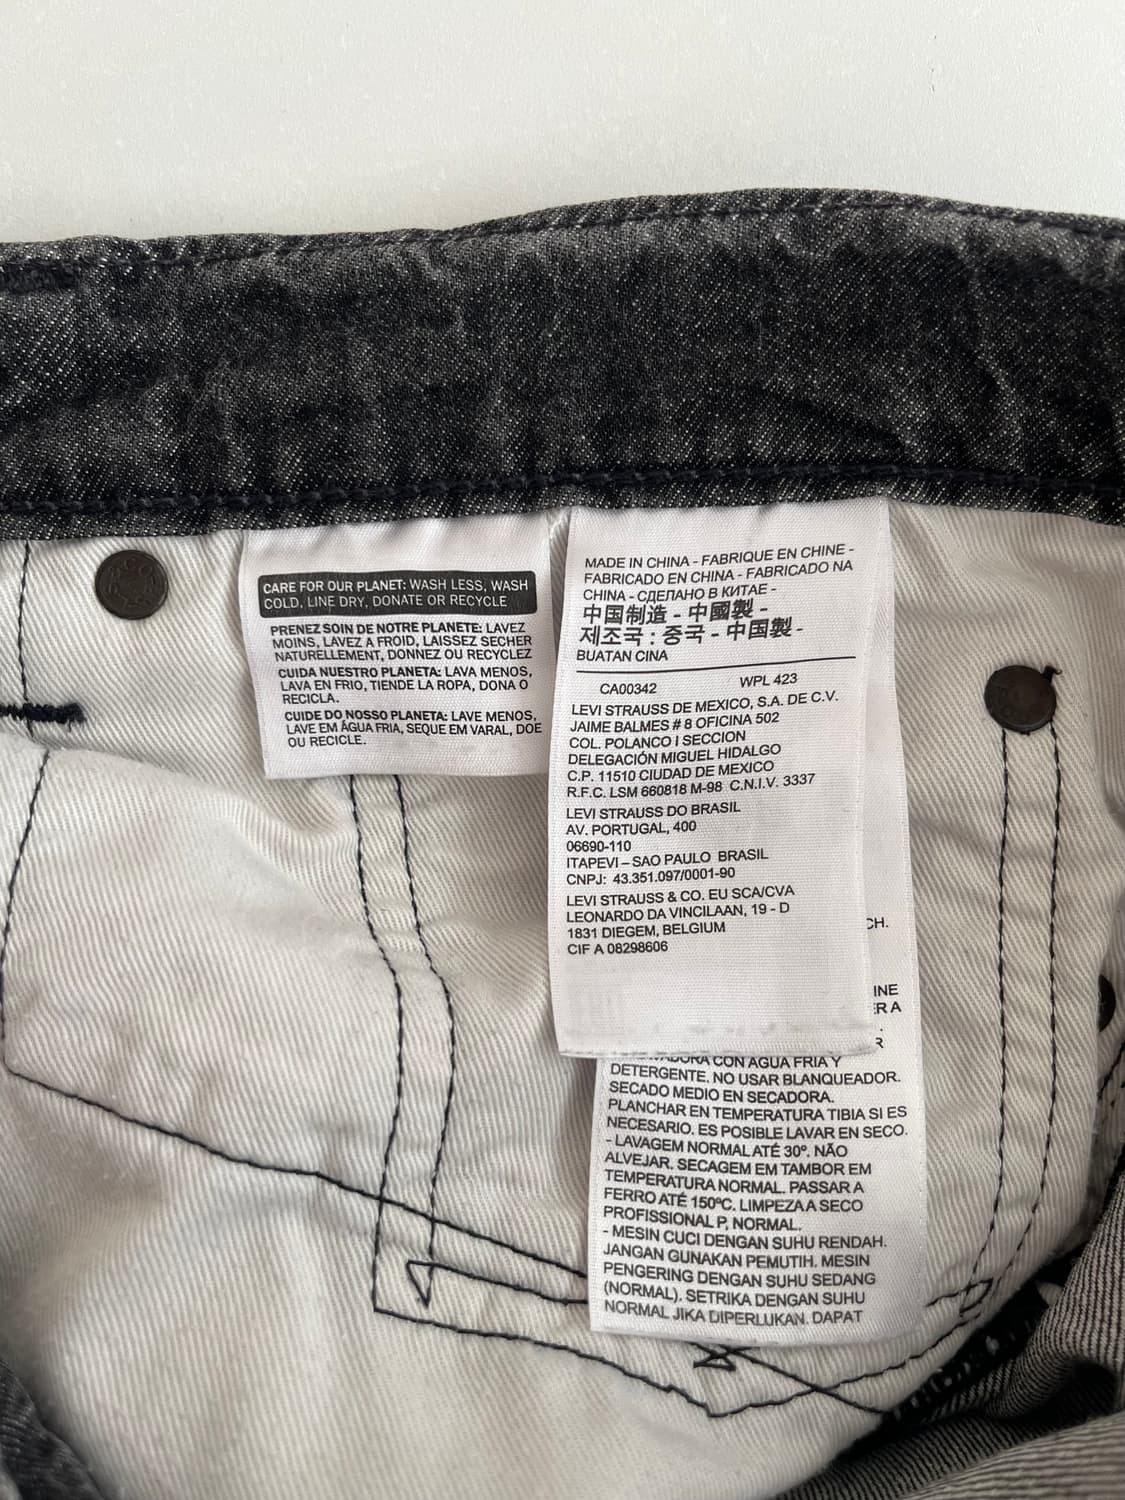 CARE FOR OUR PLANET: WASH LESS, WASH
COLD, LINE DRY, DONATE OR RECYCLE
PRENEZ SOIN DE NOTRE PLANETE: LAVEZ
MOINS, LAVEZ A FROID, LAISSEZ SECHER
NATURELLEMENT, DONNEZ OU RECYCLEZ
CUIDA NUESTRO PLANETA: LAVA MENOS,
LAVA EN FRIO, TIENDE LA ROPA, DONA O
RECICLA.
CUIDE DO NOSSO PLANETA: LAVE MENOS,
LAVE EM ÁGUA FRIA, SEQUE EM VARAL, DOE
OU RECICLE.
MADE IN CHINA - FABRIQUE EN CHINE -
FABRICADO EN CHINA - FABRICADO NA
CHINA - СДЕЛАНО В КИТАЕ -
中国制造 - 中國製 -
제조국 : 중국 - 中国製 -
BUATAN CINA
CA00342 WPL 423
LEVI STRAUSS DE MEXICO, S.A. DE C.V.
JAIME BALMES # 8 OFICINA 502
COL. POLANCO I SECCION
DELEGACIÓN MIGUEL HIDALGO
C.P. 11510 CIUDAD DE MEXICO
R.F.C. LSM 660818 M-98 C.N.I.V. 3337
LEVI STRAUSS DO BRASIL
AV. PORTUGAL, 400
06690-110
ITAPEVI – SAO PAULO BRASIL
CNPJ: 43.351.097/0001-90
LEVI STRAUSS & CO. EU SCA/CVA
LEONARDO DA VINCILAAN, 19 - D
1831 DIEGEM, BELGIUM
CIF A 08298606
CH.
INE
ER A
R
CON AGUA FRIA Y
DETERGENTE. NO USAR BLANQUEADOR.
SECADO MEDIO EN SECADORA.
PLANCHAR EN TEMPERATURA TIBIA SI ES
NECESARIO. ES POSIBLE LAVAR EN SECO.
- LAVAGEM NORMAL ATÉ 30º. NÃO
ALVEJAR. SECAGEM EM TAMBOR EM
TEMPERATURA NORMAL. PASSAR A
FERRO ATÉ 150ºC. LIMPEZA A SECO
PROFISSIONAL P, NORMAL.
- MESIN CUCI DENGAN SUHU RENDAH.
JANGAN GUNAKAN PEMUTIH. MESIN
PENGERING DENGAN SUHU SEDANG
(NORMAL). SETRIKA DENGAN SUHU
NORMAL JIKA DIPERLUKAN. DAPAT